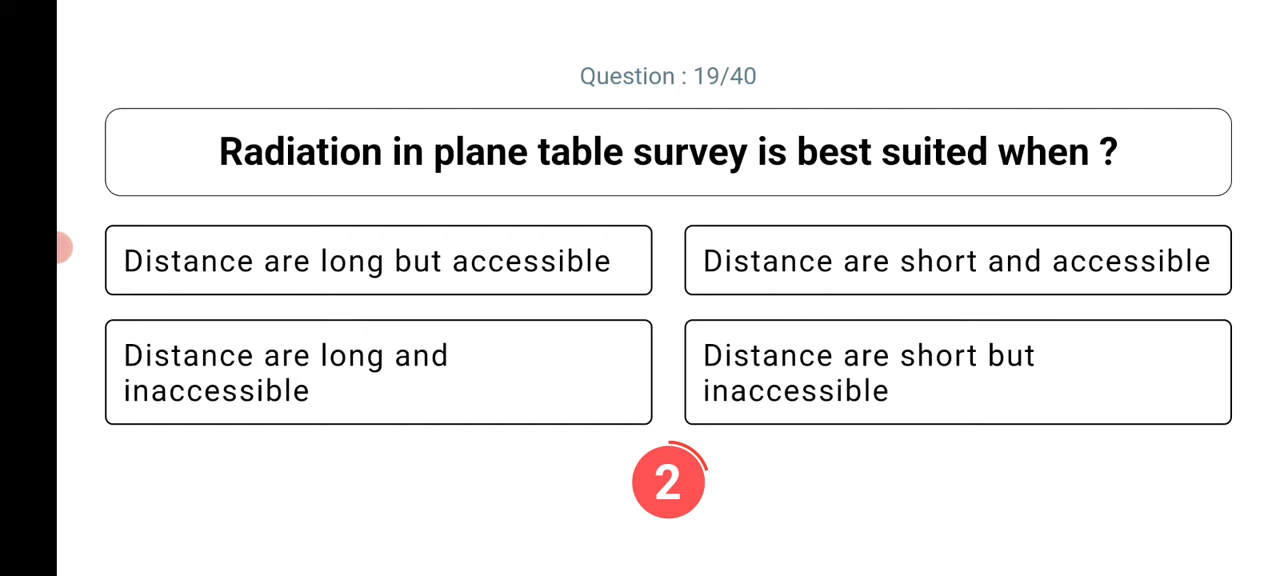 Question : 19/40
Radiation in plane table survey is best suited when ?
Distance are long but accessible
Distance are short and accessible
Distance are long and
inaccessible
Distance are short but
inaccessible
2